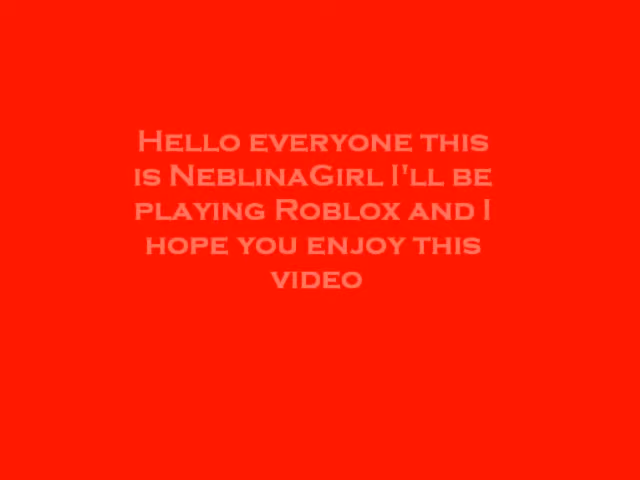 Hello everyone this
is NeblinaGirl I'll be
playing Roblox and I
hope you enjoy this
video